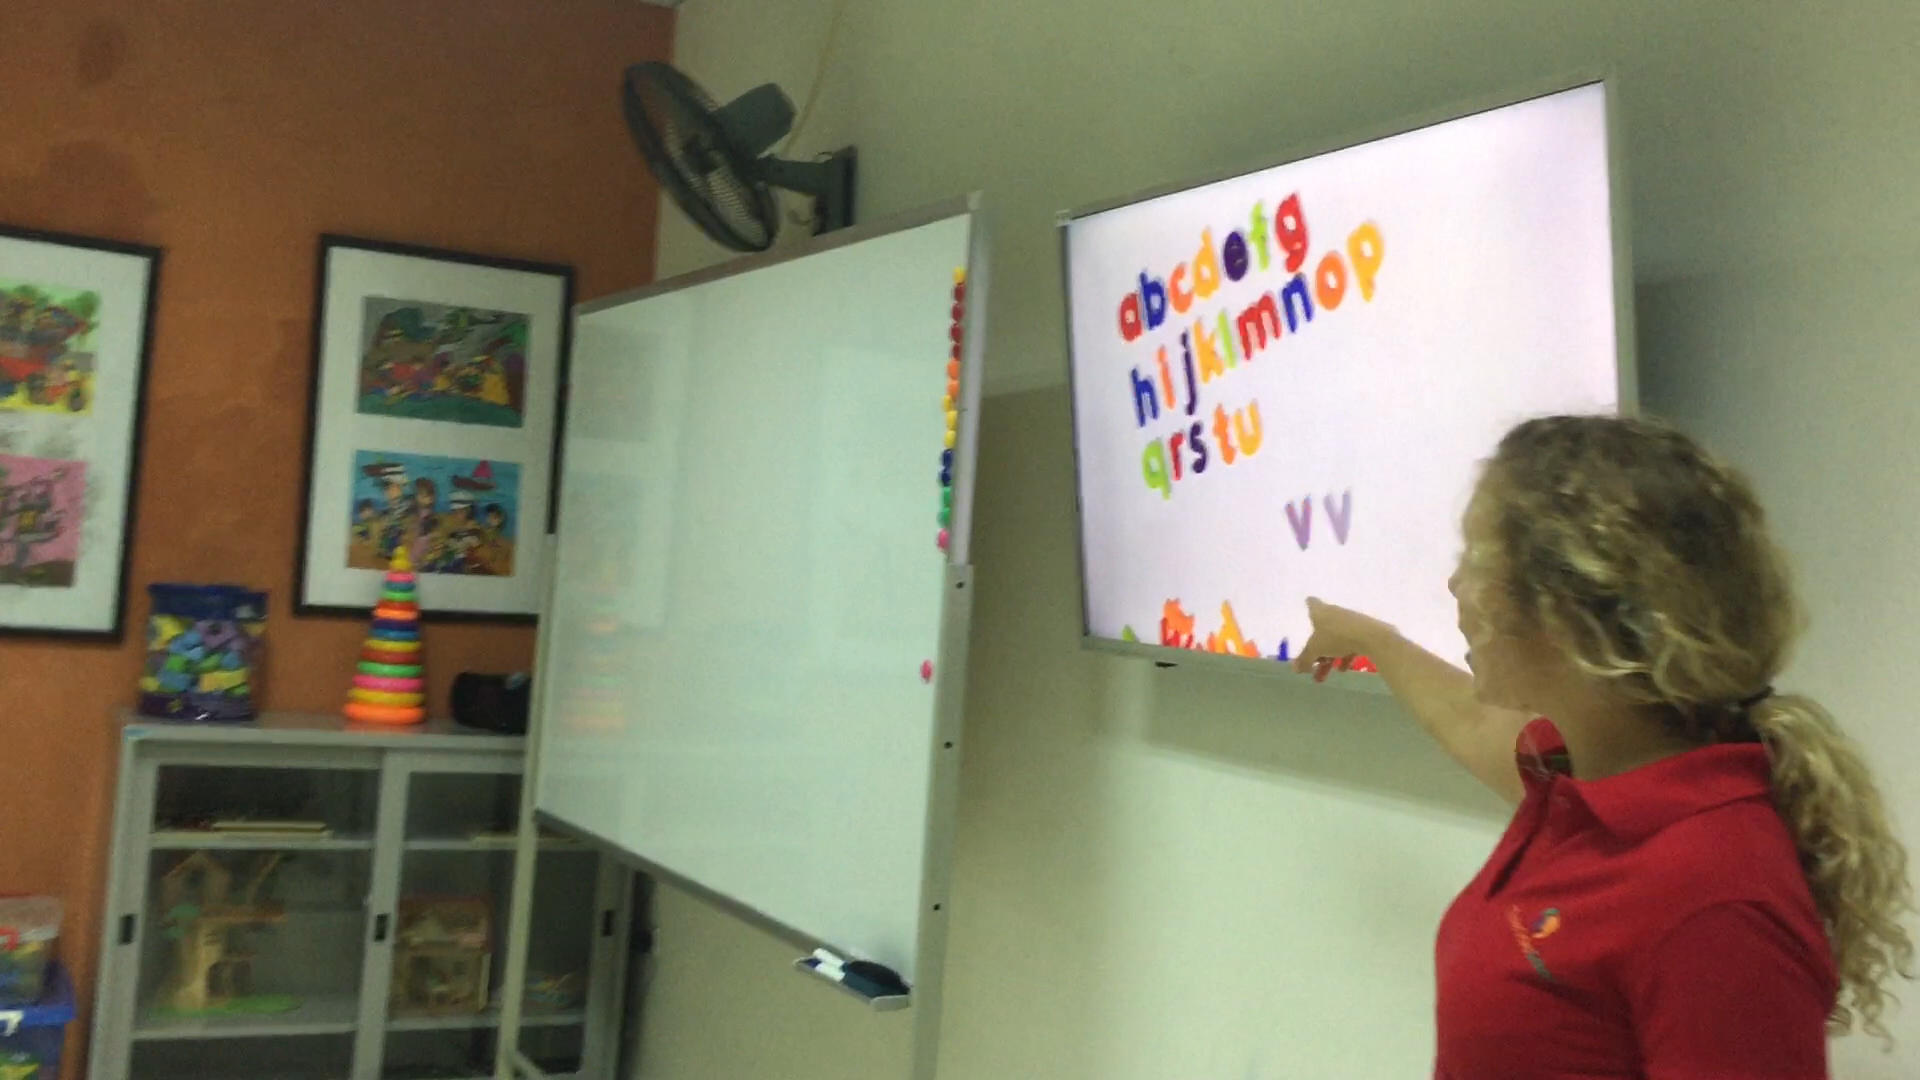 abcdefg
hijklmnop
qrstu
v v